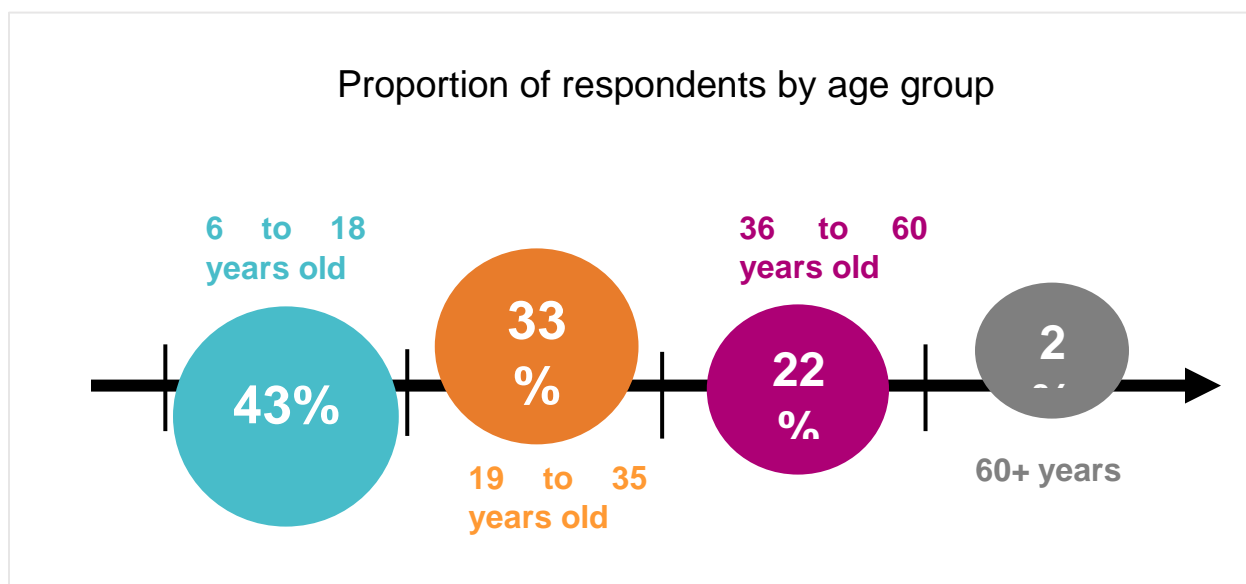 Proportion of respondents by age group
6 to 18
years old
43%
33
%
19 to 35
years old
36 to 60
years old
22
%
2
%
60+ years